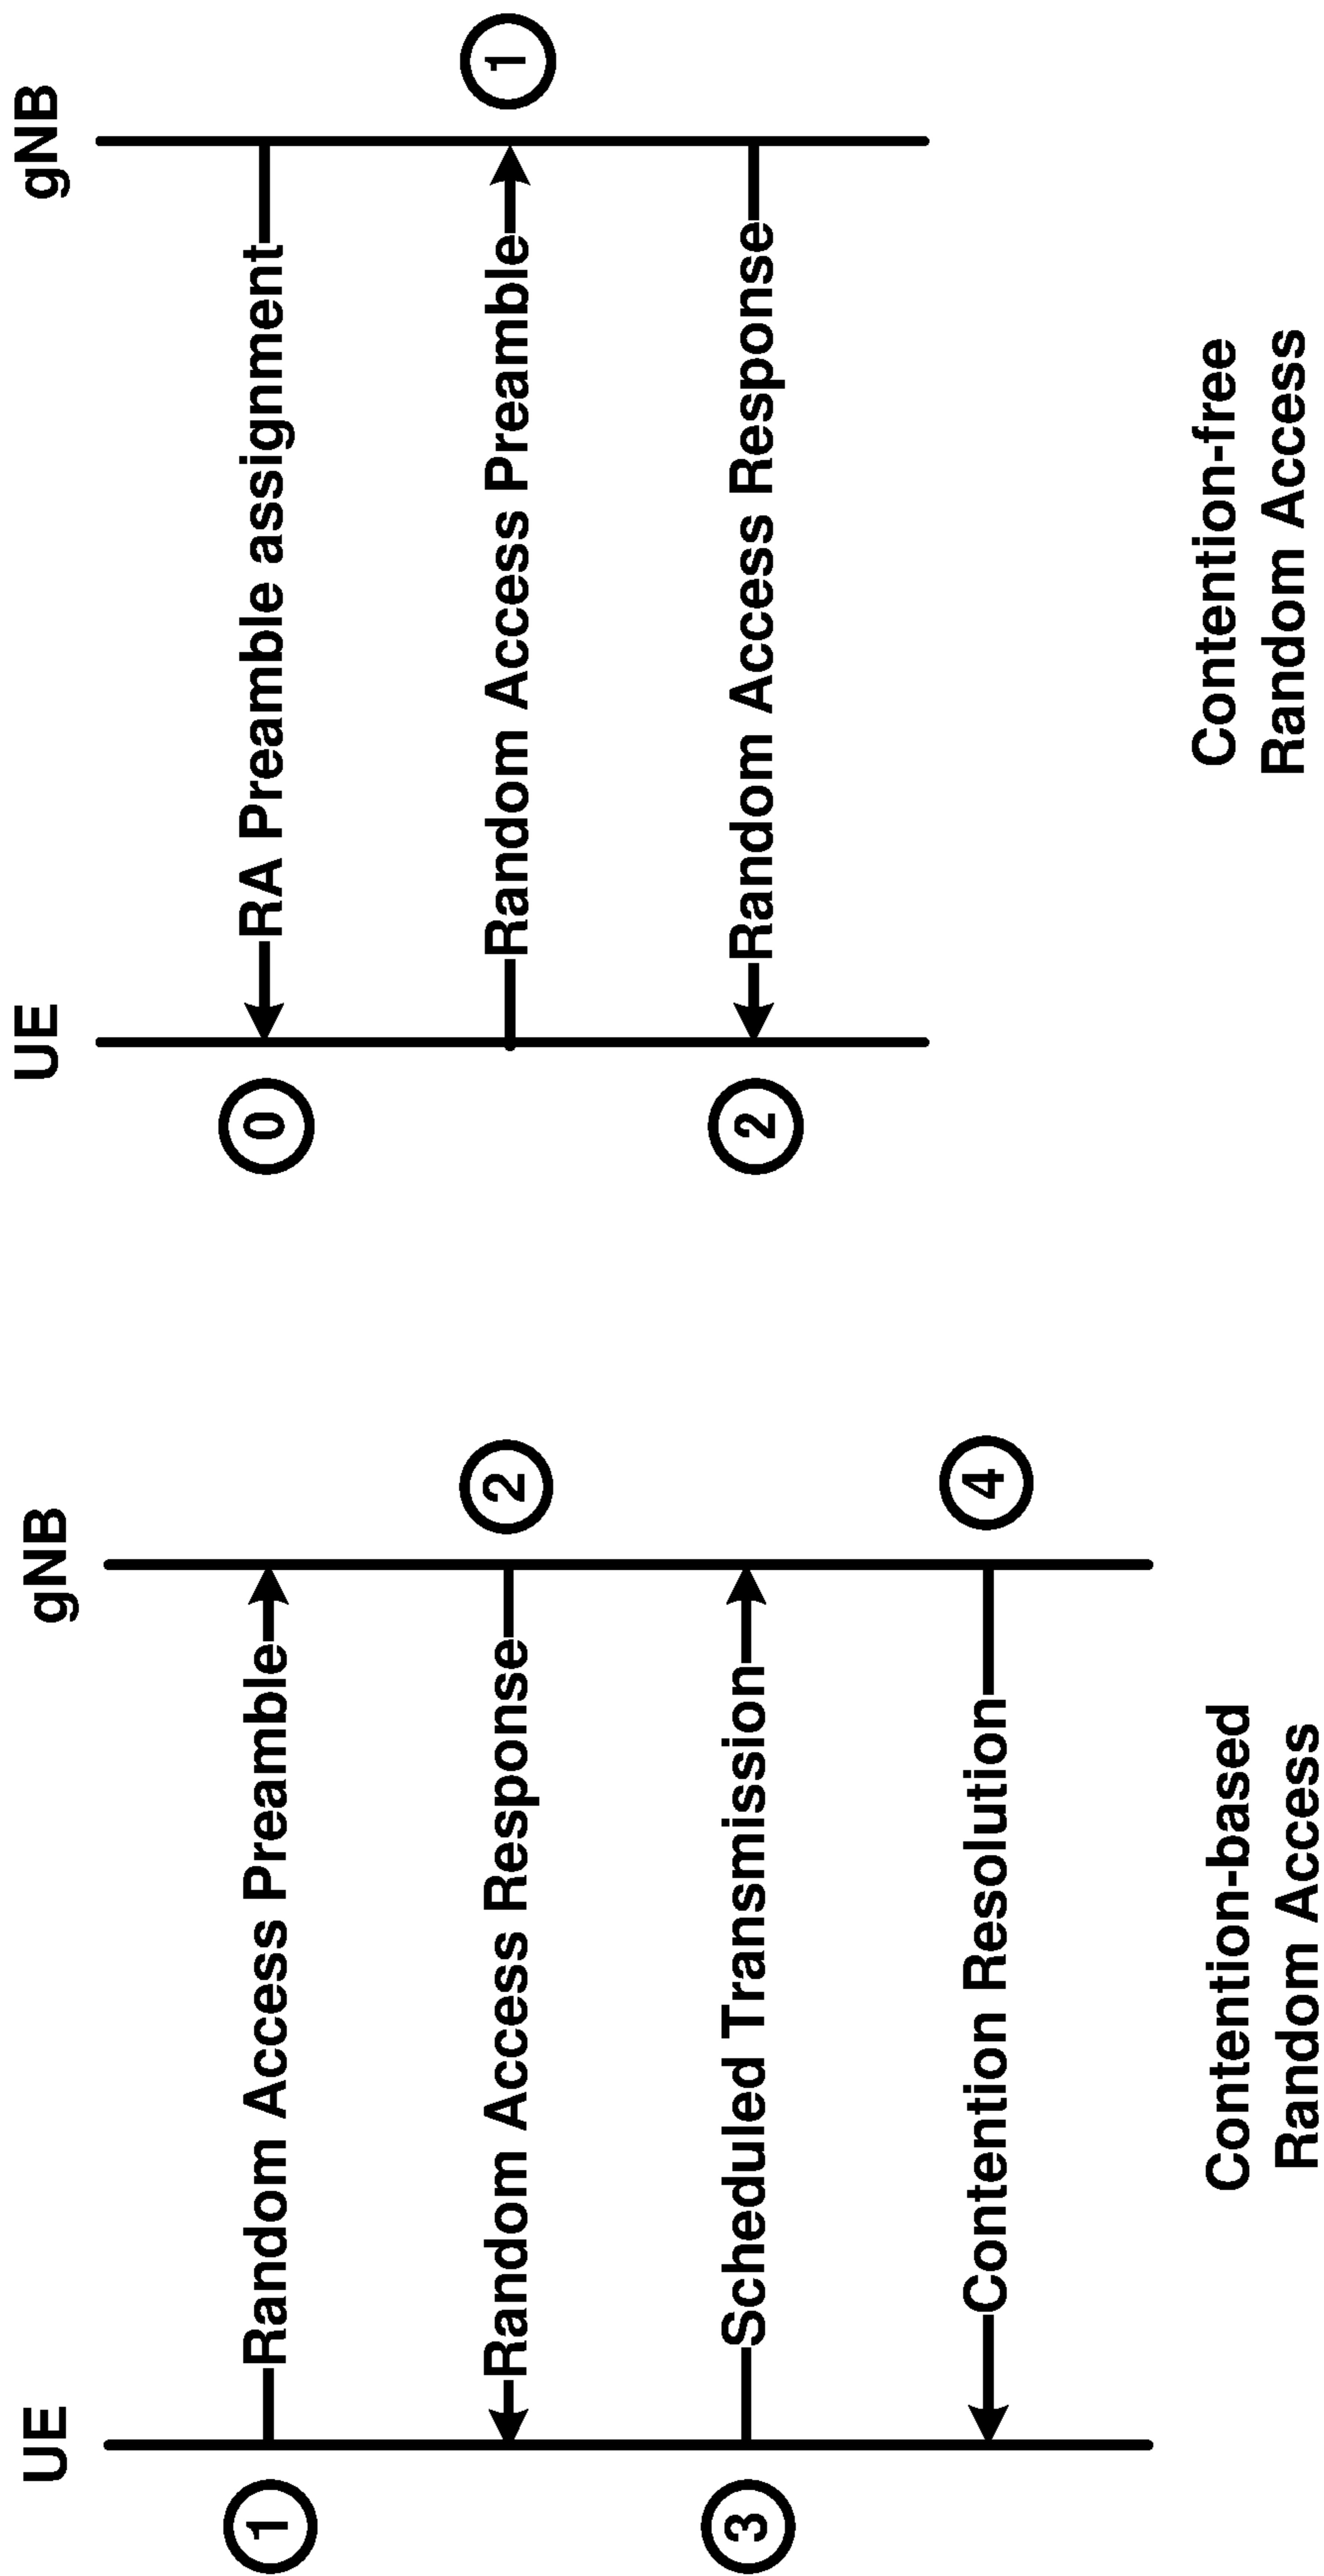 UE
gNB
1
Random Access Preamble
Random Access Response
2
3
Scheduled Transmission
Contention Resolution
4
Contention-based
Random Access
UE
gNB
0
RA Preamble assignment
Random Access Preamble
1
2
Random Access Response
Contention-free
Random Access